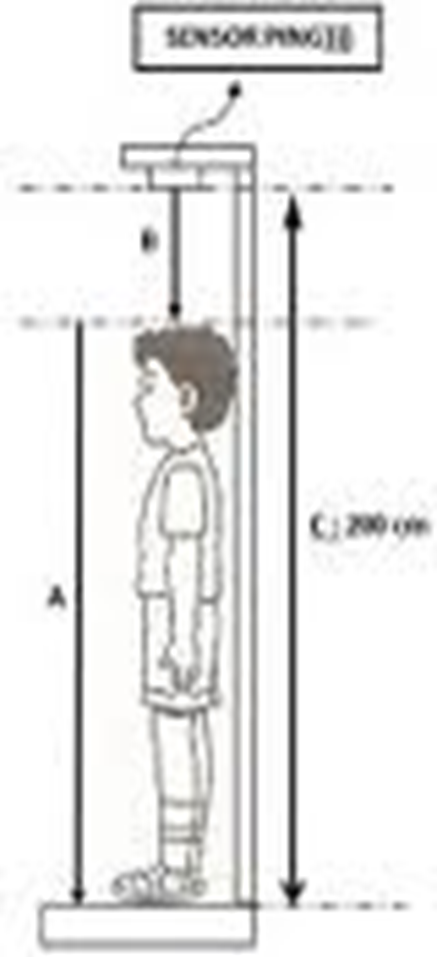 SENSOR PING)))
B
C : 200 cm
A